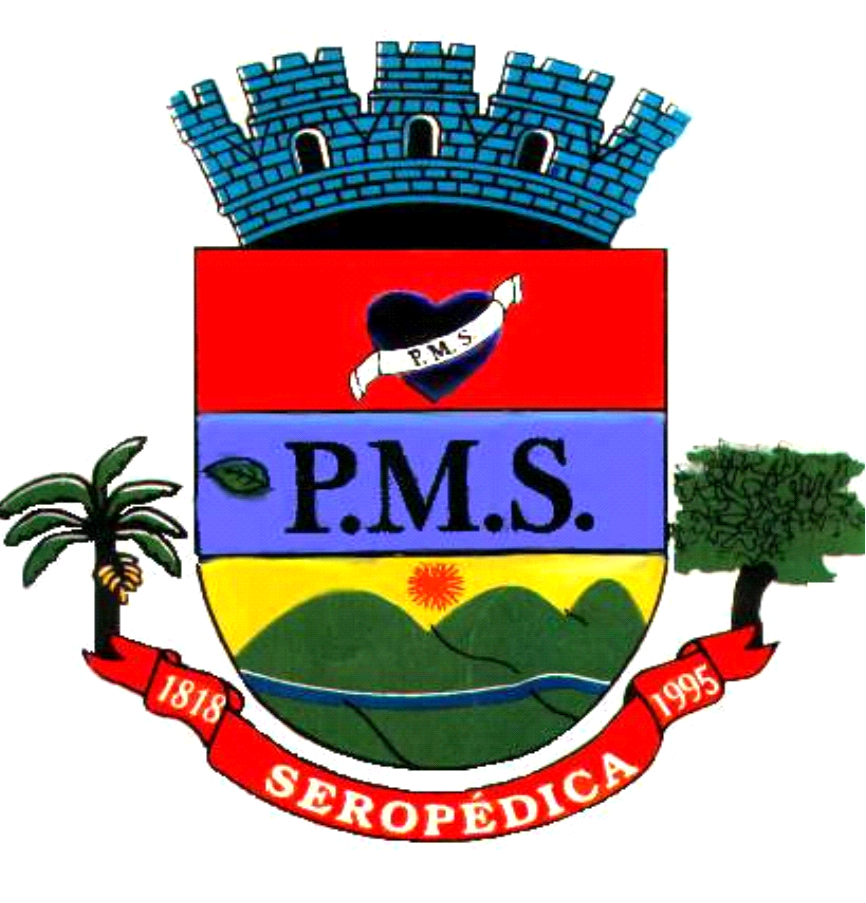 P. M. S.
P.M.S.
1818
1995
SEROPÉDICA